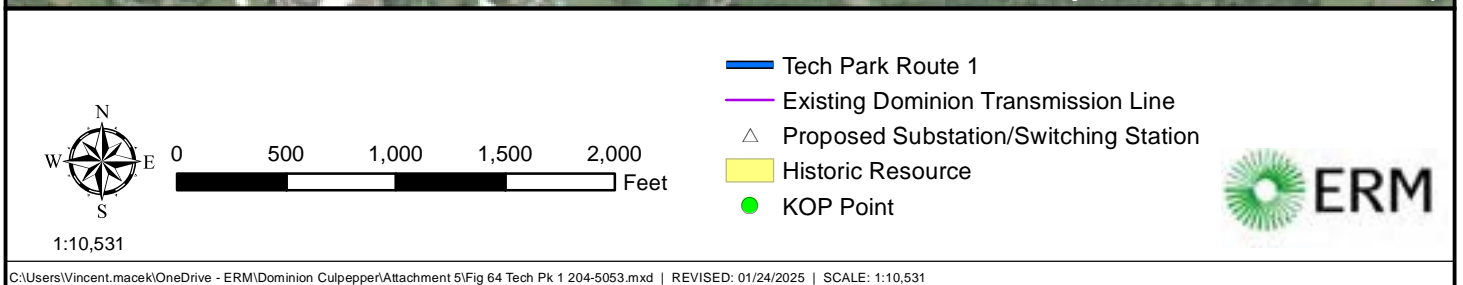 N
W E
S
1:10,531
0 500 1,000 1,500 2,000
Feet
Tech Park Route 1
Existing Dominion Transmission Line
Proposed Substation/Switching Station
Historic Resource
KOP Point
ERM
C:\Users\Vincent.macek\OneDrive - ERM\Dominion Culpepper\Attachment 5\Fig 64 Tech Pk 1 204-5053.mxd | REVISED: 01/24/2025 | SCALE: 1:10,531